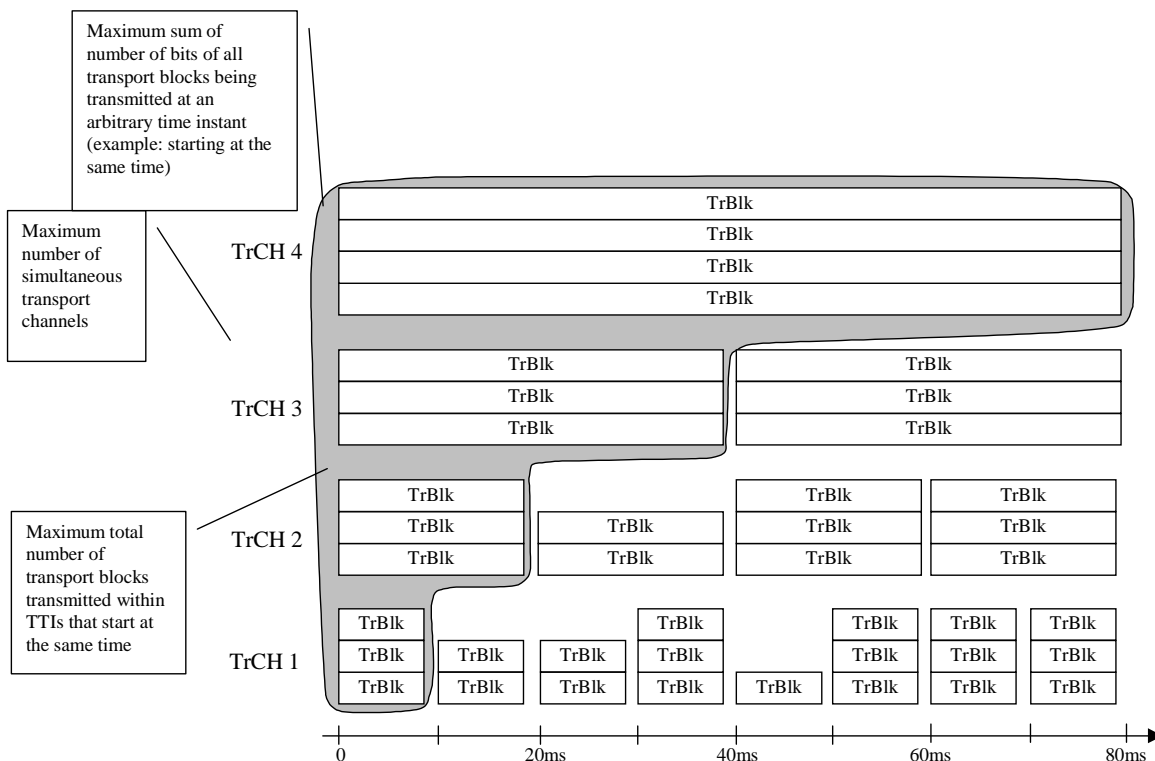 Maximum sum of
number of bits of all
transport blocks being
transmitted at an
arbitrary time instant
(example: starting at the
same time)
Maximum
number of
simultaneous
transport
channels
TrCH 4
TrBlk
TrBlk
TrBlk
TrBlk
TrCH 3
TrBlk TrBlk
TrBlk TrBlk
TrBlk TrBlk
Maximum total
number of
transport blocks
transmitted within
TTIs that start at
the same time
TrCH 2
TrBlk TrBlk TrBlk
TrBlk TrBlk TrBlk TrBlk
TrBlk TrBlk TrBlk TrBlk
TrCH 1
TrBlk TrBlk TrBlk TrBlk TrBlk
TrBlk TrBlk TrBlk TrBlk TrBlk TrBlk TrBlk
TrBlk TrBlk TrBlk TrBlk TrBlk TrBlk TrBlk TrBlk
0 20ms 40ms 60ms 80ms